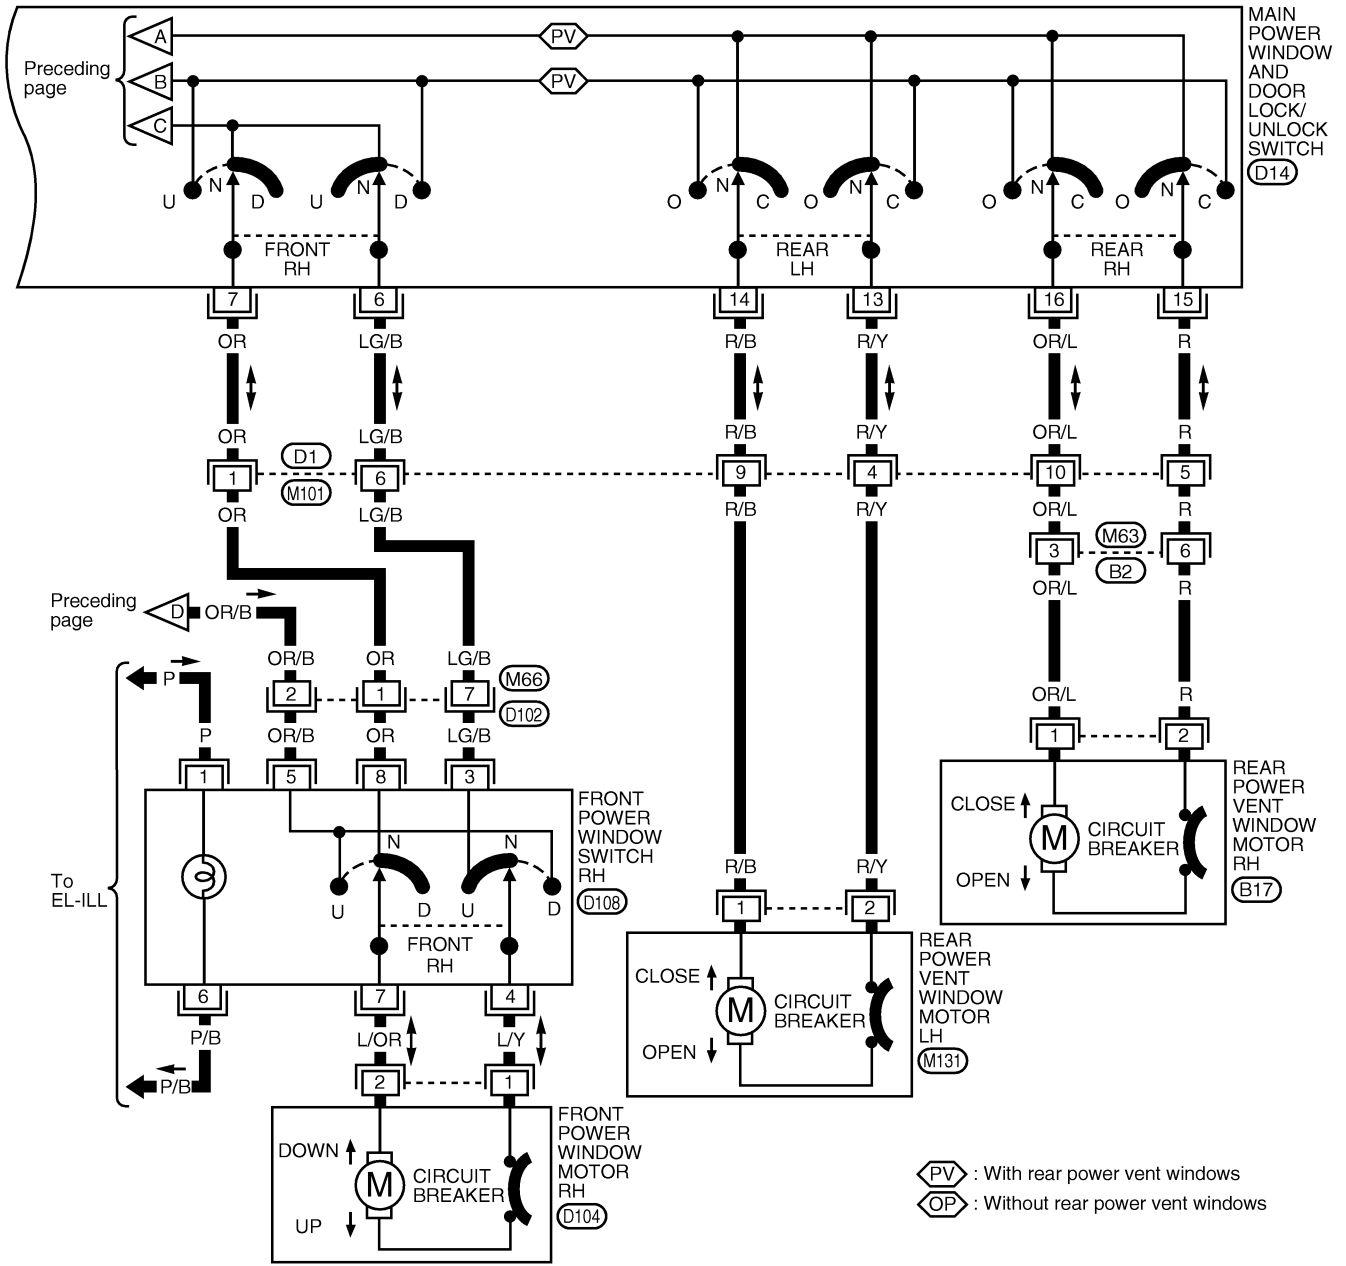 MAIN
POWER
WINDOW
AND
DOOR
LOCK/
UNLOCK
SWITCH
D14
A PV
Preceding
page
B PV
C
U N D U N D O N C O N C O N C O N C
FRONT
RH
REAR
LH
REAR
RH
7 6 14 13 16 15
OR LG/B R/B R/Y OR/L R
OR LG/B R/B R/Y OR/L R
D1
1 6 9 4 10 5
M101
OR LG/B R/B R/Y OR/L R
M63
3 6
B2
OR/L R
Preceding
page
D OR/B
OR/B OR LG/B
P
M66
2 1 7
D102
OR/L R
P OR/B OR LG/B
1 2
1 5 8 3
REAR
POWER
VENT
WINDOW
MOTOR
RH
B17
CLOSE
M
CIRCUIT
BREAKER
OPEN
FRONT
POWER
WINDOW
SWITCH
RH
D108
N N
U D U D
FRONT
RH
To
EL-ILL
R/B R/Y
1 2
REAR
POWER
VENT
WINDOW
MOTOR
LH
M131
CLOSE
M
CIRCUIT
BREAKER
OPEN
6 7 4
P/B L/OR L/Y
P/B
2 1
FRONT
POWER
WINDOW
MOTOR
RH
D104
DOWN
M
CIRCUIT
BREAKER
UP
PV : With rear power vent windows
OP : Without rear power vent windows